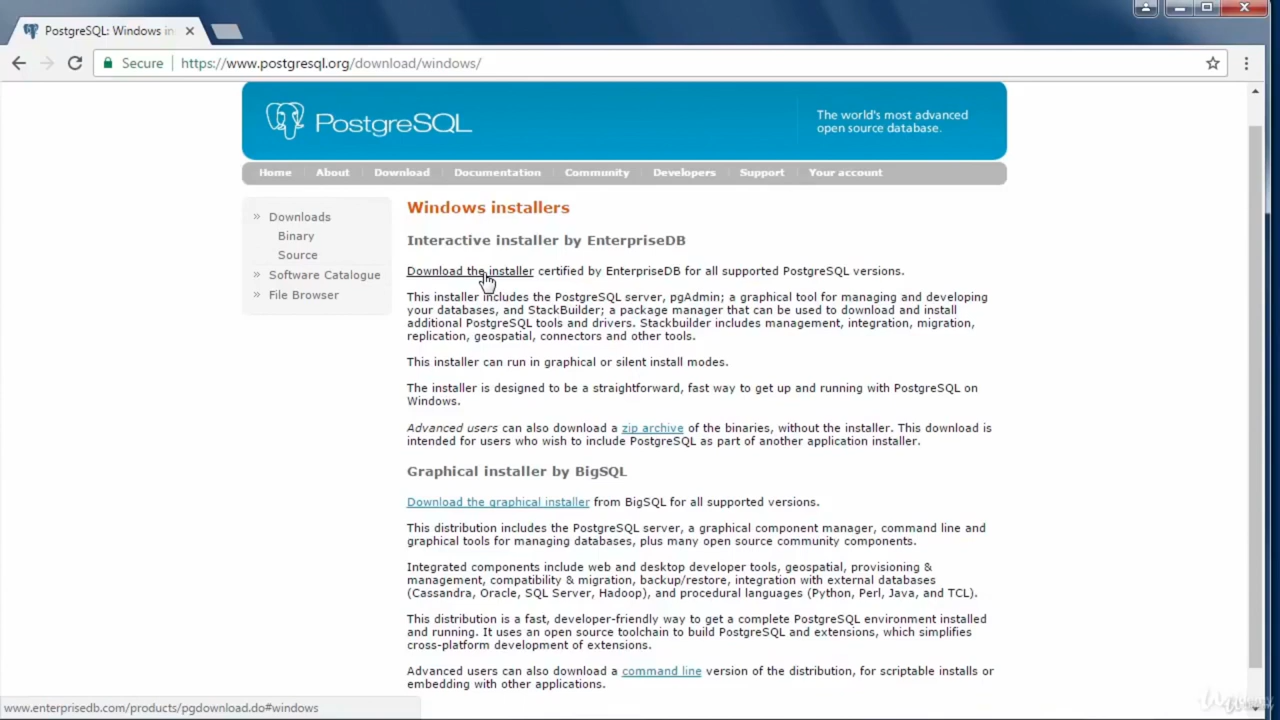 PostgreSQL: Windows in
Secure https://www.postgresql.org/download/windows/
PostgreSQL
The world's most advanced
open source database.
Home About Download Documentation Community Developers Support Your account
» Downloads
Binary
Source
» Software Catalogue
» File Browser
Windows installers
Interactive installer by EnterpriseDB
Download the installer certified by EnterpriseDB for all supported PostgreSQL versions.
This installer includes the PostgreSQL server, pgAdmin; a graphical tool for managing and developing
your databases, and StackBuilder; a package manager that can be used to download and install
additional PostgreSQL tools and drivers. Stackbuilder includes management, integration, migration,
replication, geospatial, connectors and other tools.
This installer can run in graphical or silent install modes.
The installer is designed to be a straightforward, fast way to get up and running with PostgreSQL on
Windows.
Advanced users can also download a zip archive of the binaries, without the installer. This download is
intended for users who wish to include PostgreSQL as part of another application installer.
Graphical installer by BigSQL
Download the graphical installer from BigSQL for all supported versions.
This distribution includes the PostgreSQL server, a graphical component manager, command line and
graphical tools for managing databases, plus many open source community components.
Integrated components include web and desktop developer tools, geospatial, provisioning &
management, compatibility & migration, backup/restore, integration with external databases
(Cassandra, Oracle, SQL Server, Hadoop), and procedural languages (Python, Perl, Java, and TCL).
This distribution is a fast, developer-friendly way to get a complete PostgreSQL environment installed
and running. It uses an open source toolchain to build PostgreSQL and extensions, which simplifies
cross-platform development of extensions.
Advanced users can also download a command line version of the distribution, for scriptable installs or
embedding with other applications.
www.enterprisedb.com/products/pgdownload.do#windows